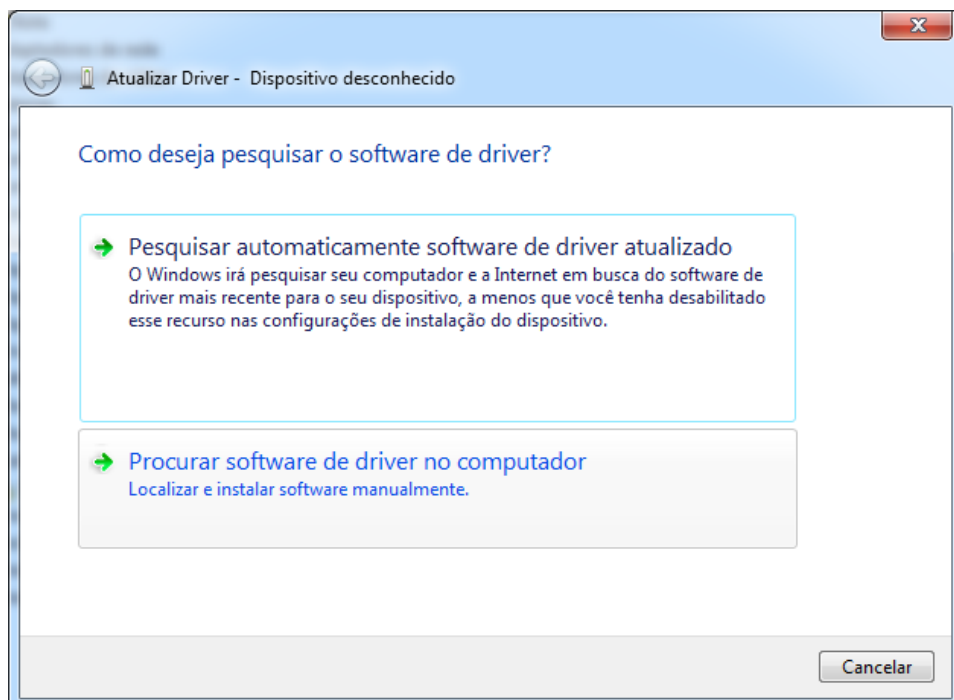 Atualizar Driver - Dispositivo desconhecido
Como deseja pesquisar o software de driver?
Pesquisar automaticamente software de driver atualizado
O Windows irá pesquisar seu computador e a Internet em busca do software de
driver mais recente para o seu dispositivo, a menos que você tenha desabilitado
esse recurso nas configurações de instalação do dispositivo.
Procurar software de driver no computador
Localizar e instalar software manualmente.
Cancelar